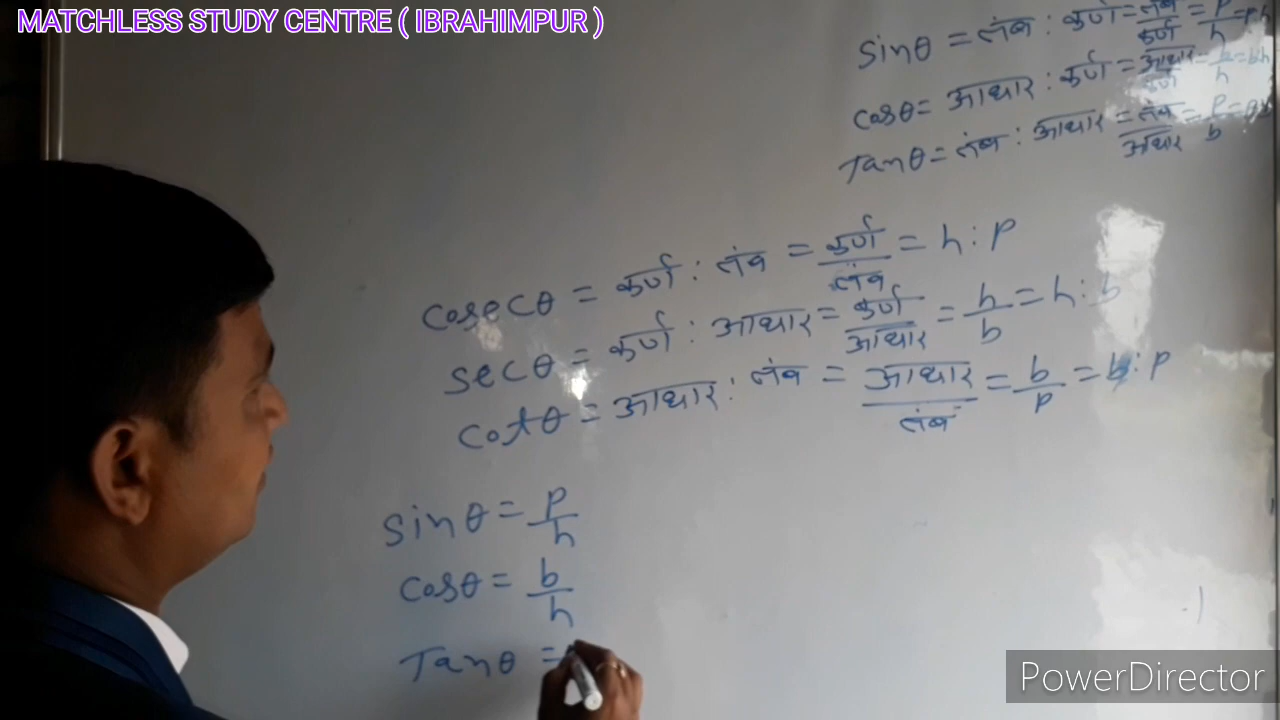 MATCHLESS STUDY CENTRE ( IBRAHIMPUR )
sinθ = लंब : कर्ण = लंब/कर्ण = P/h =
cosθ = आधार : कर्ण = आधार/कर्ण = b/h =
Tanθ = लंब : आधार = लंब/आधार = P/b =
cosecθ = कर्ण : लंब = कर्ण/लंब = h : P
secθ = कर्ण : आधार = कर्ण/आधार = h/b = h : b
cotθ = आधार : लंब = आधार/लंब = b/P = b : P
sinθ = P/h
cosθ = b/h
Tanθ =
PowerDirector